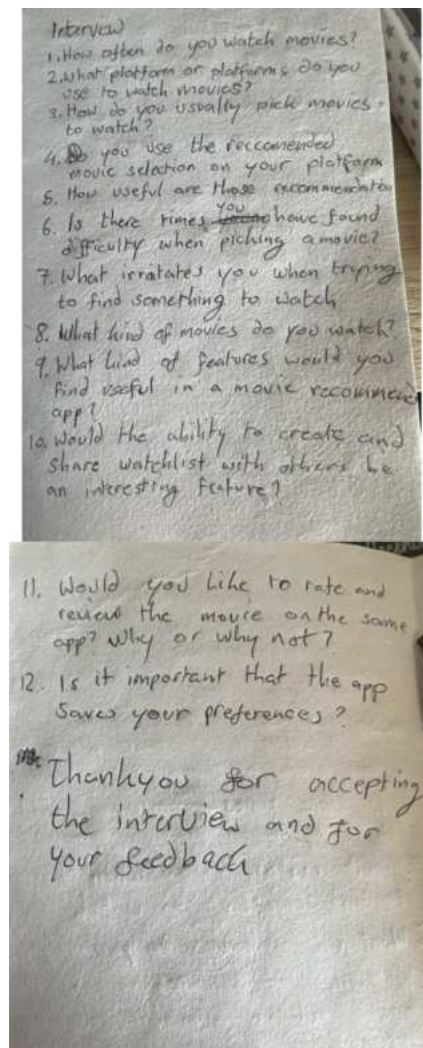 Interview
1. How often do you watch movies?
2. What platform or platforms do you
use to watch movies?
3. How do you usually pick movies
to watch?
4. Do you use the reccomended
movie selection on your platform
5. How useful are those recommendation
6. Is there times you have found
difficulty when picking a movie?
7. What irratates you when trying
to find something to watch
8. What kind of movies do you watch?
9. What kind of features would you
find useful in a movie recommend
app?
10. Would the ability to create and
share watchlist with others be
an interesting feature?
11. Would you like to rate and
review the movie on the same
app? Why or why not?
12. Is it important that the app
saves your preferences?
Thankyou for accepting
the interview and for
your feedback